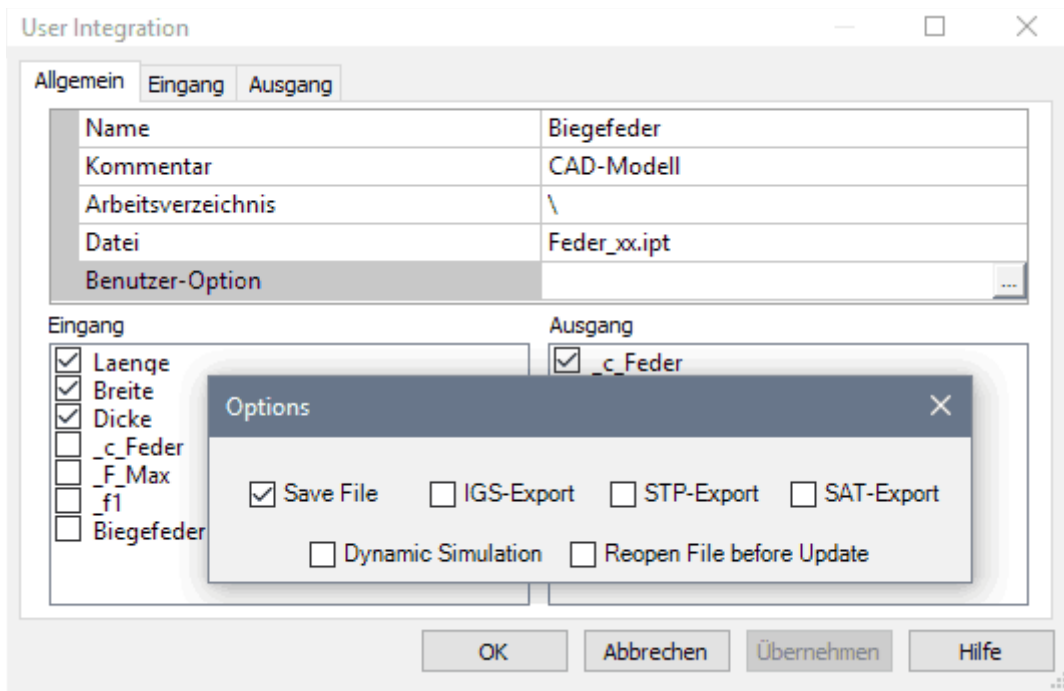 User Integration
Allgemein Eingang Ausgang
Name Biegefeder
Kommentar CAD-Modell
Arbeitsverzeichnis \
Datei Feder_xx.ipt
Benutzer-Option ...
Eingang Ausgang
Laenge _c_Feder
Breite
Dicke
_c_Feder
_F_Max
_f1
Biegefeder
Options
Save File IGS-Export STP-Export SAT-Export
Dynamic Simulation Reopen File before Update
OK Abbrechen Übernehmen Hilfe